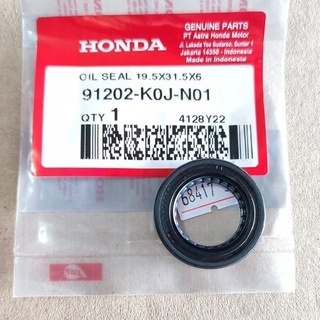 HONDA
GENUINE PARTS
PT Astra Honda Motor
Jl. Laksda Yos Sudarso, Sunter 1
Jakarta 14350 - Indonesia
Made in Indonesia
OIL SEAL 19.5X31.5X6
91202-K0J-N01
QTY 1 4128Y22
68417